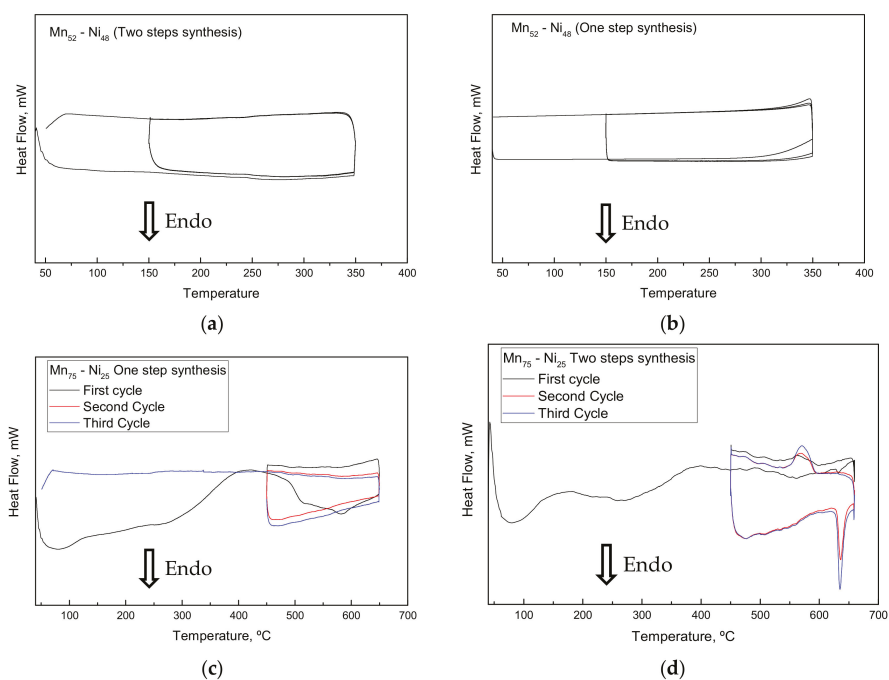 Mn52 - Ni48 (Two steps synthesis)
Heat Flow, mW
Endo
50 100 150 200 250 300 350 400
Temperature
(a)
Mn52 - Ni48 (One step synthesis)
Heat Flow, mW
Endo
50 100 150 200 250 300 350 400
Temperature
(b)
Mn75 - Ni25 One step synthesis
First cycle
Second Cycle
Third Cycle
Heat Flow, mW
Endo
100 200 300 400 500 600 700
Temperature, ºC
(c)
Mn75 - Ni25 Two steps synthesis
First cycle
Second Cycle
Third Cycle
Heat Flow, mW
Endo
100 200 300 400 500 600 700
Temperature, ºC
(d)